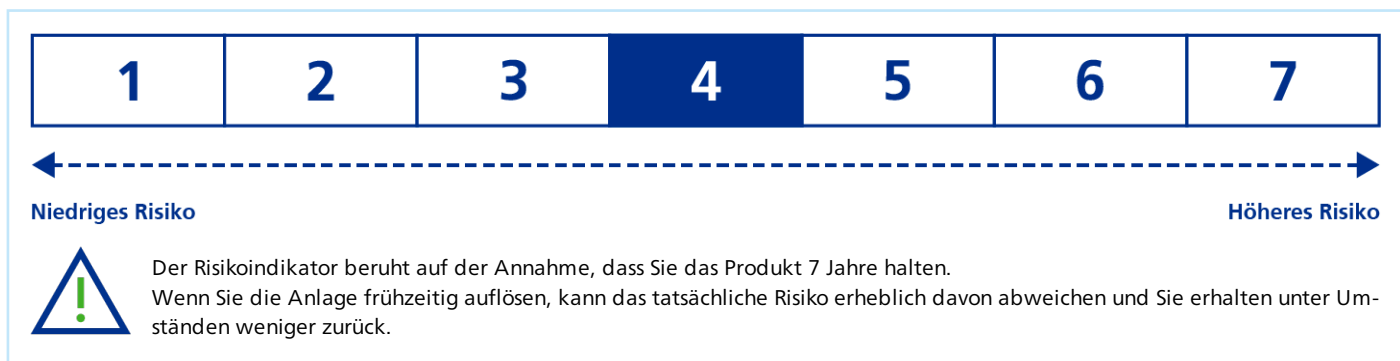 1 2 3 4 5 6 7
Niedriges Risiko Höheres Risiko
Der Risikoindikator beruht auf der Annahme, dass Sie das Produkt 7 Jahre halten.
Wenn Sie die Anlage frühzeitig auflösen, kann das tatsächliche Risiko erheblich davon abweichen und Sie erhalten unter Um-
ständen weniger zurück.